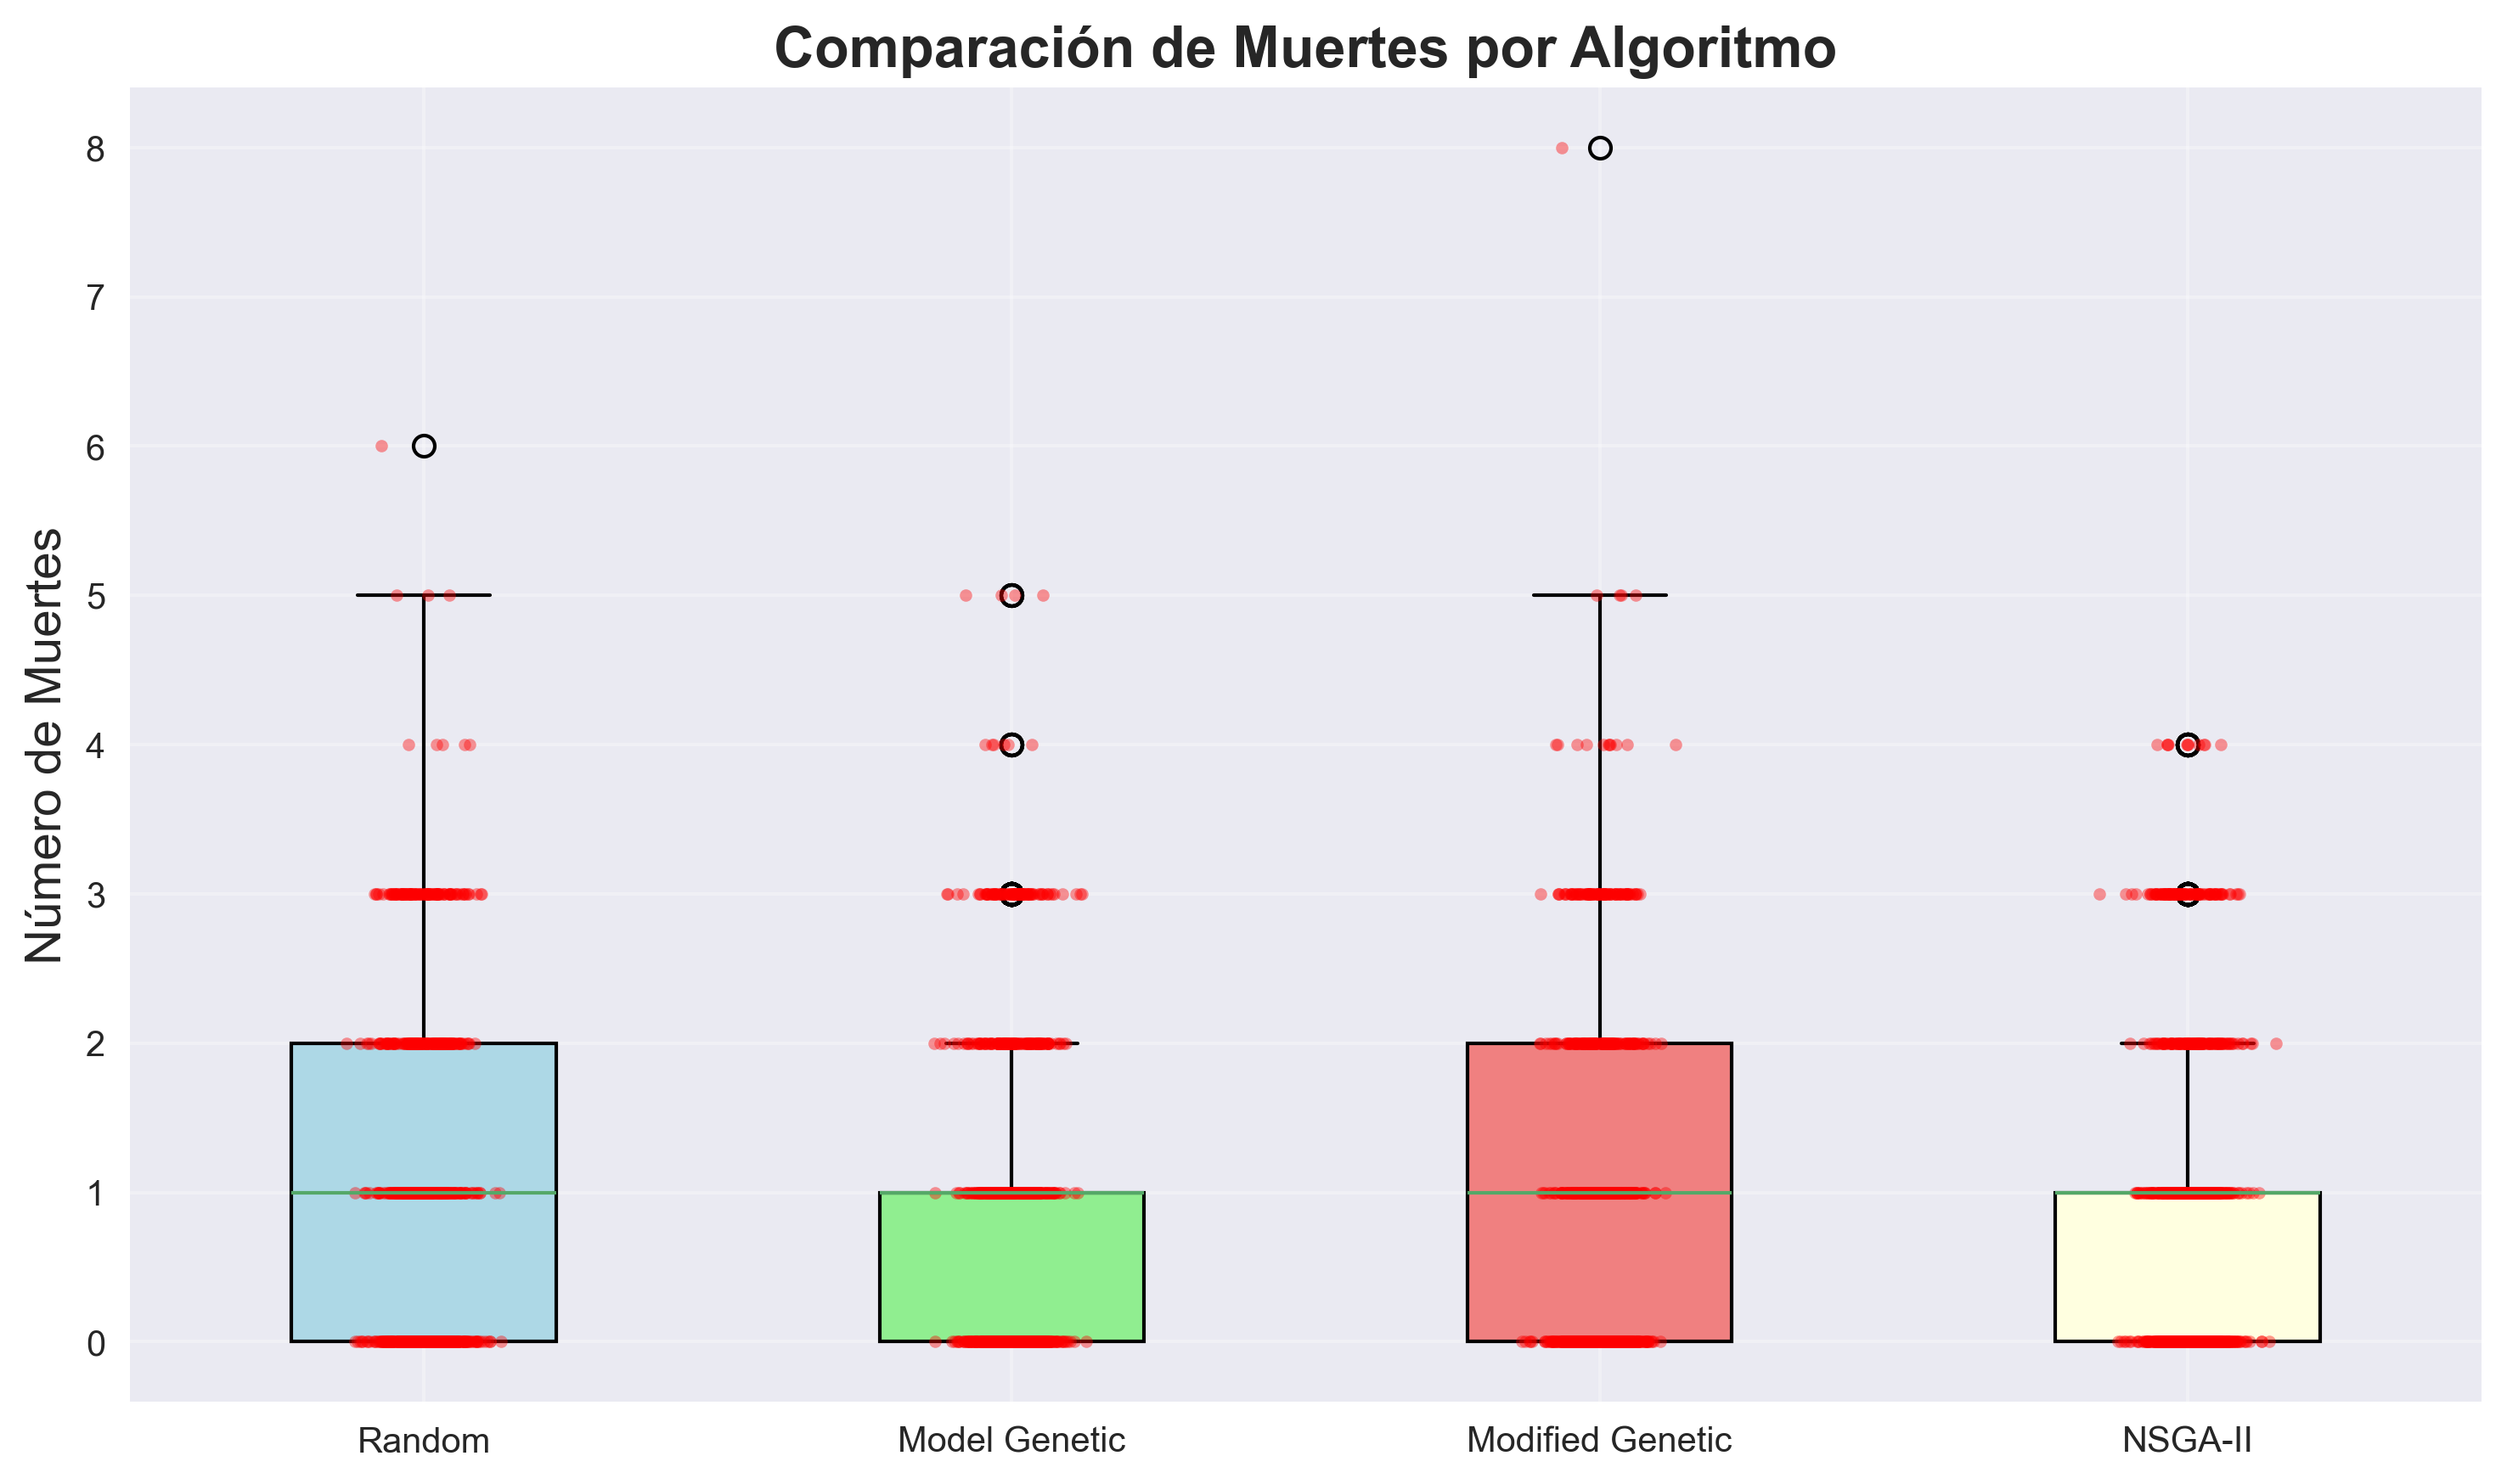 Comparación de Muertes por Algoritmo
Número de Muertes
8
7
6
5
4
3
2
1
0
Random
Model Genetic
Modified Genetic
NSGA-II